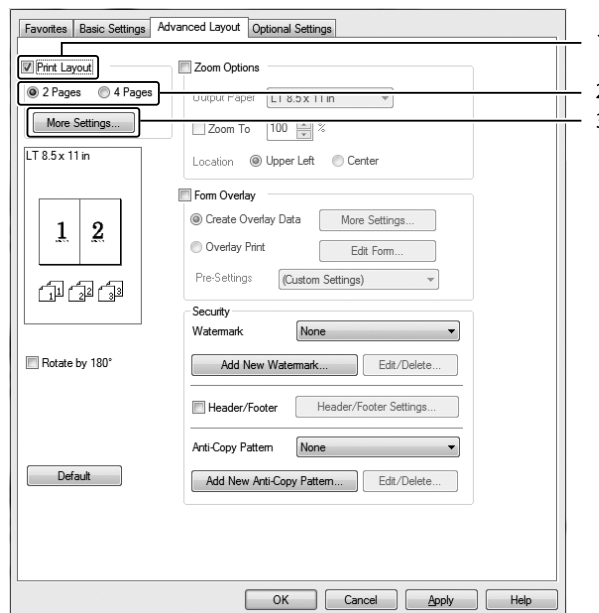 Favorites Basic Settings Advanced Layout Optional Settings
Print Layout
2 Pages 4 Pages
More Settings...
LT 8.5 x 11 in
1 2
1 1 2 2 3 3
Rotate by 180°
Default
Zoom Options
Output Paper LT 8.5 x 11 in
Zoom To 100 %
Location Upper Left Center
Form Overlay
Create Overlay Data More Settings...
Overlay Print Edit Form...
Pre-Settings (Custom Settings)
Security
Watermark None
Add New Watermark... Edit/Delete...
Header/Footer Header/Footer Settings...
Anti-Copy Pattern None
Add New Anti-Copy Pattern... Edit/Delete...
OK Cancel Apply Help